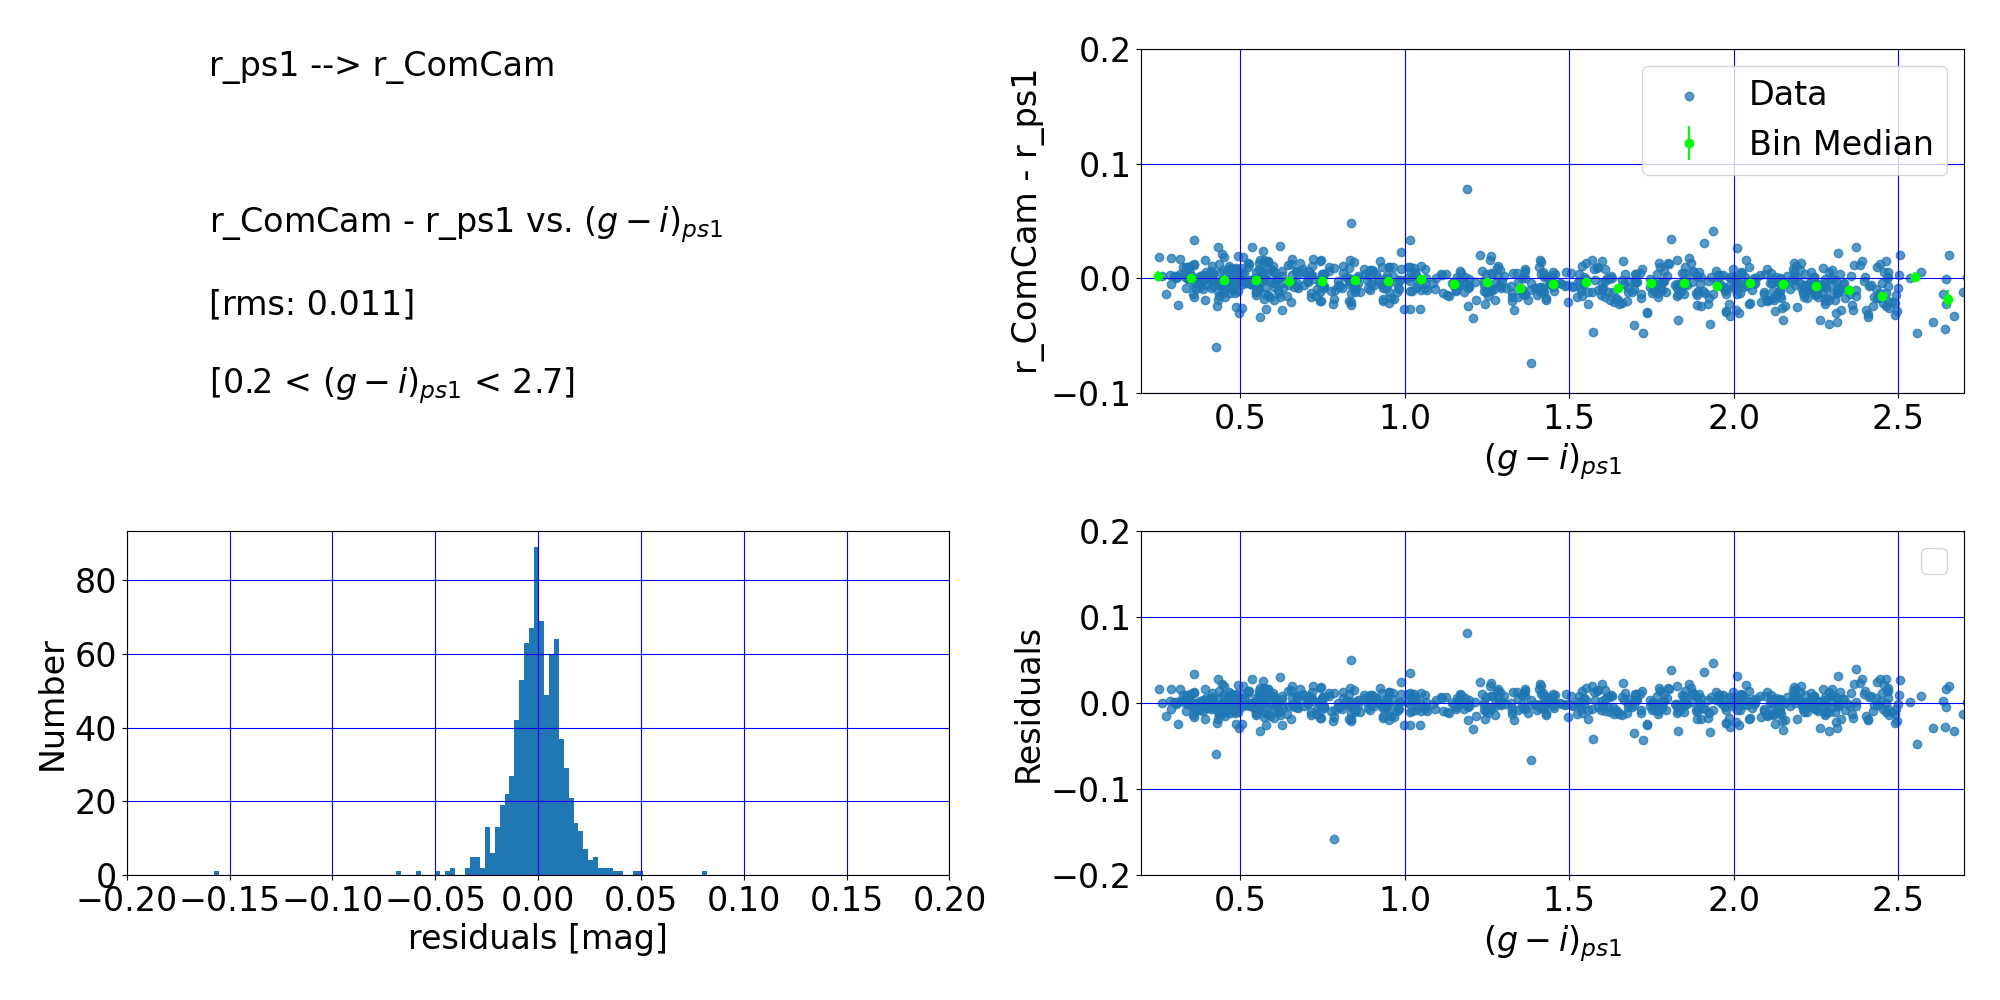 r_ps1 --> r_ComCam
r_ComCam - r_ps1 vs. (g − i)ps1
[rms: 0.011]
[0.2 < (g − i)ps1 < 2.7]
r_ComCam - r_ps1
0.2
0.1
0.0
−0.1
Data
Bin Median
0.5 1.0 1.5 2.0 2.5
(g − i)ps1
Number
80
60
40
20
0
−0.20 −0.15 −0.10 −0.05 0.00 0.05 0.10 0.15 0.20
residuals [mag]
Residuals
0.2
0.1
0.0
−0.1
−0.2
0.5 1.0 1.5 2.0 2.5
(g − i)ps1